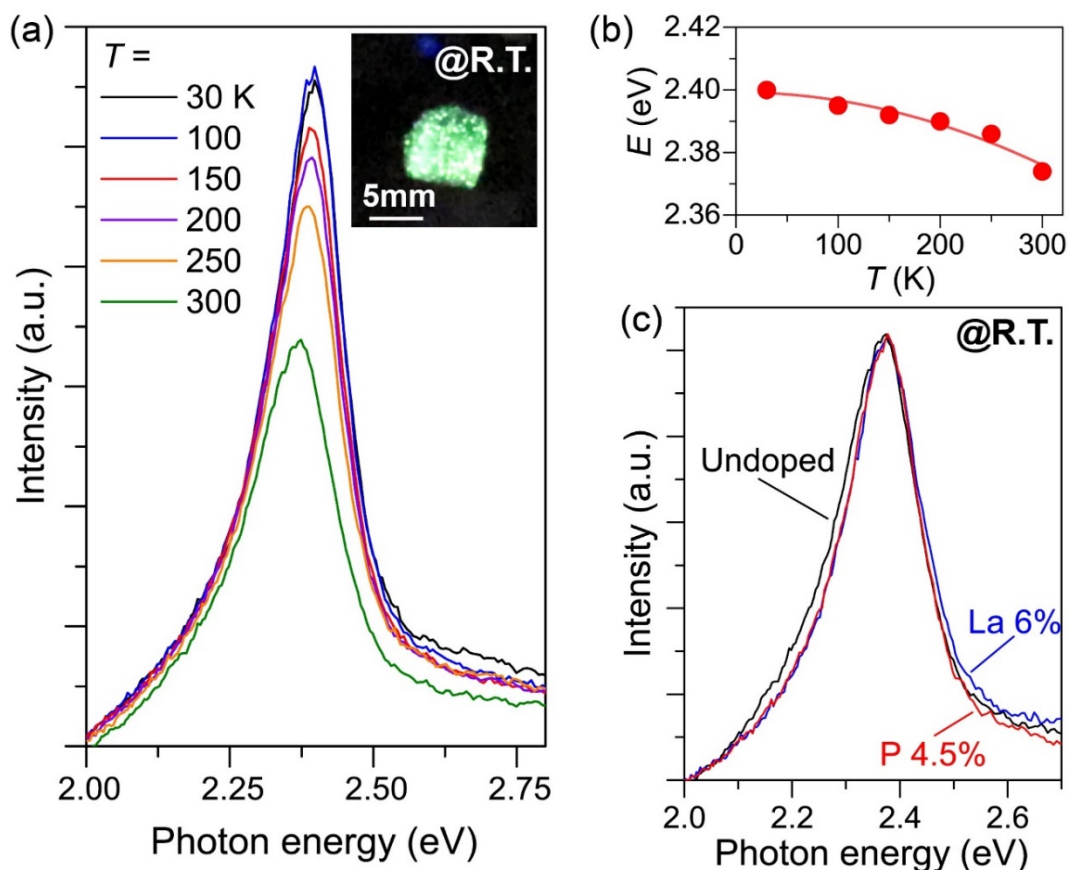 (a)
T =
30 K
100
150
200
250
300
@R.T.
5mm
Intensity (a.u.)
2.00 2.25 2.50 2.75
Photon energy (eV)
(b)
2.42
2.40
2.38
2.36
E (eV)
0 100 200 300
T (K)
(c)
@R.T.
Undoped
La 6%
P 4.5%
Intensity (a.u.)
2.0 2.2 2.4 2.6
Photon energy (eV)